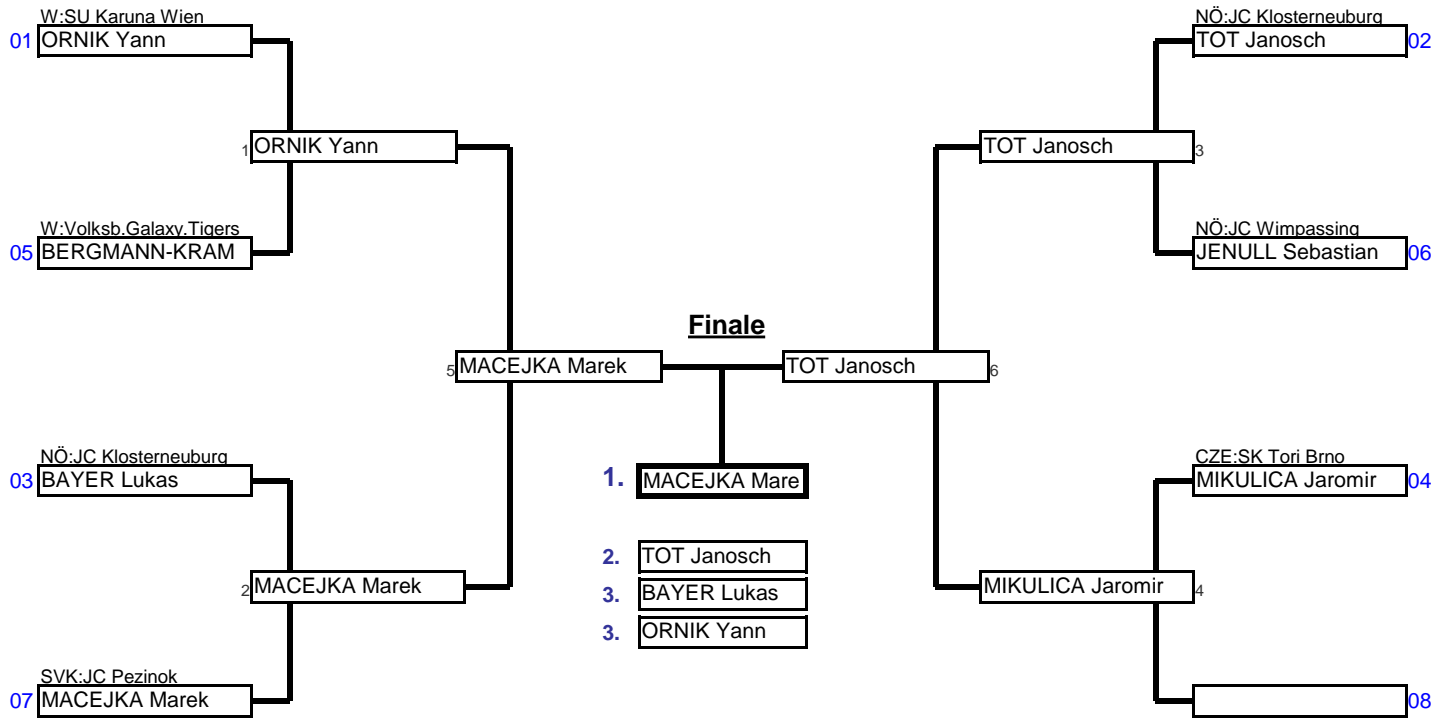 W:SU Karuna Wien
01 ORNIK Yann
1 ORNIK Yann
W:Volksb.Galaxy.Tigers
05 BERGMANN-KRAM
5 MACEJKA Marek
NÖ:JC Klosterneuburg
03 BAYER Lukas
2 MACEJKA Marek
SVK:JC Pezinok
07 MACEJKA Marek
Finale
1. MACEJKA Mare
2. TOT Janosch
3. BAYER Lukas
3. ORNIK Yann
NÖ:JC Klosterneuburg
TOT Janosch 02
TOT Janosch 3
NÖ:JC Wimpassing
JENULL Sebastian 06
TOT Janosch 6
CZE:SK Tori Brno
MIKULICA Jaromir 04
MIKULICA Jaromir 4
08